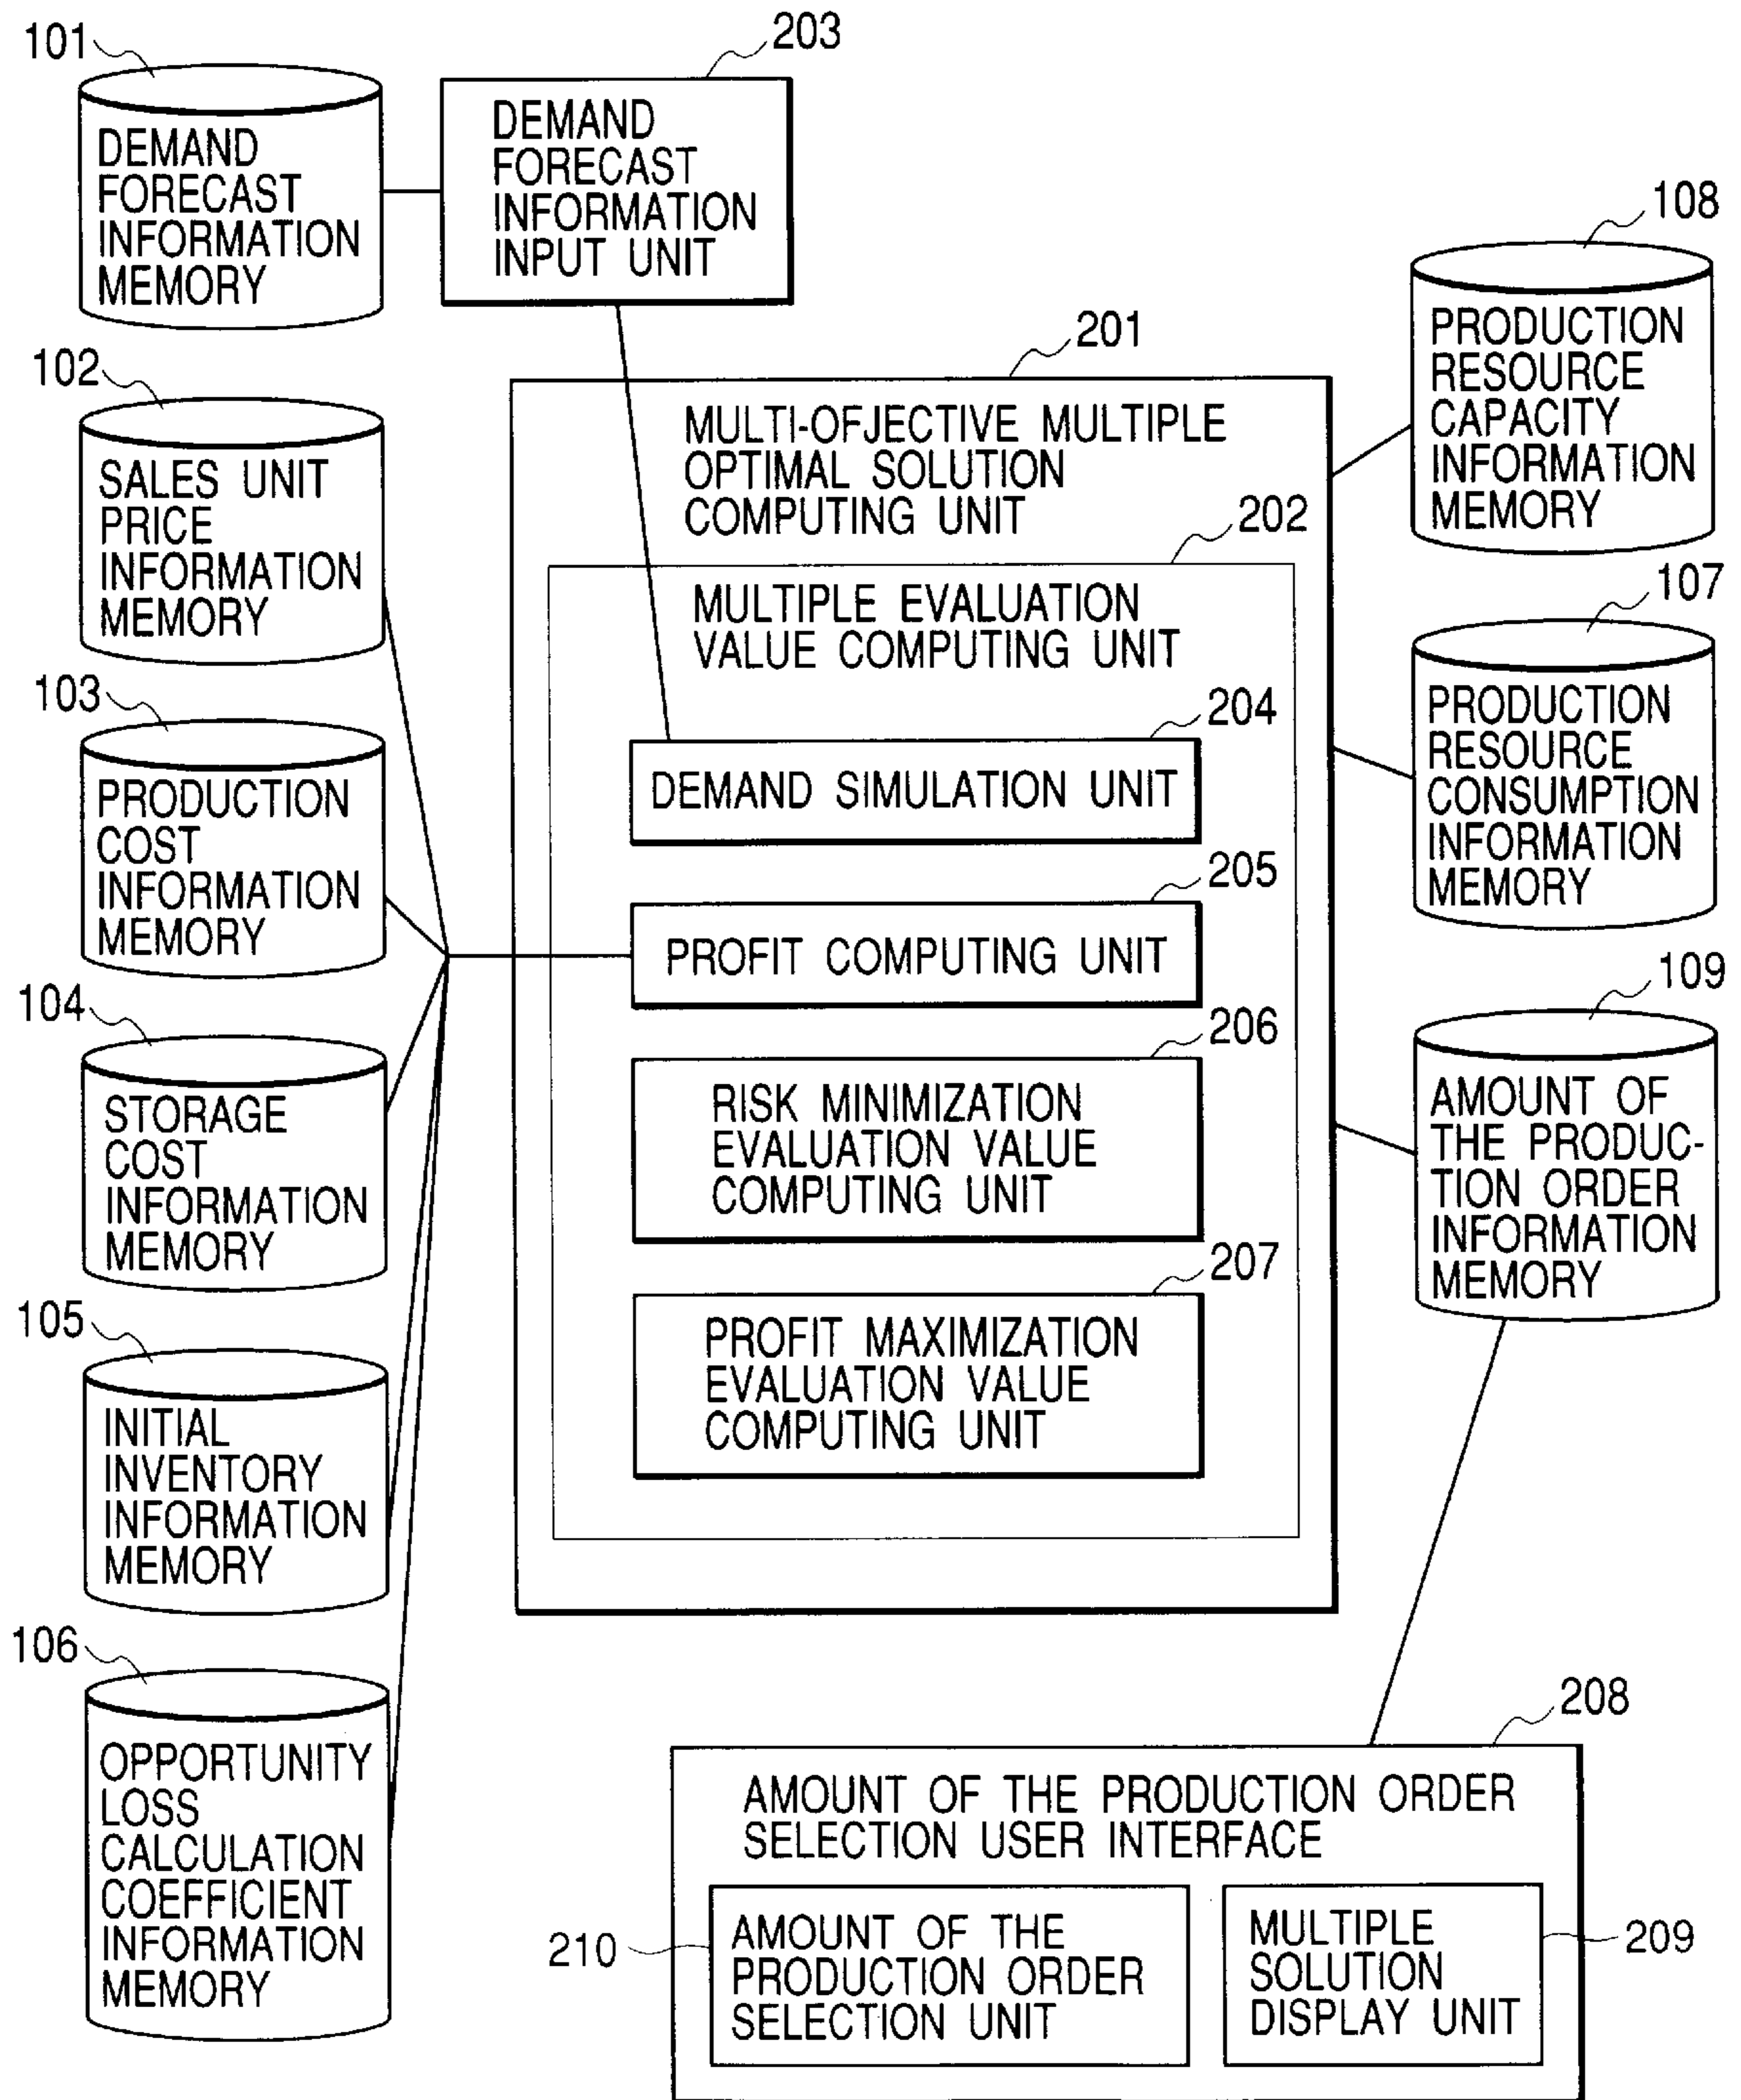 101
DEMAND
FORECAST
INFORMATION
MEMORY
203
DEMAND
FORECAST
INFORMATION
INPUT UNIT
102
SALES UNIT
PRICE
INFORMATION
MEMORY
103
PRODUCTION
COST
INFORMATION
MEMORY
104
STORAGE
COST
INFORMATION
MEMORY
105
INITIAL
INVENTORY
INFORMATION
MEMORY
106
OPPORTUNITY
LOSS
CALCULATION
COEFFICIENT
INFORMATION
MEMORY
201
MULTI-OFJECTIVE MULTIPLE
OPTIMAL SOLUTION
COMPUTING UNIT
202
MULTIPLE EVALUATION
VALUE COMPUTING UNIT
204
DEMAND SIMULATION UNIT
205
PROFIT COMPUTING UNIT
206
RISK MINIMIZATION
EVALUATION VALUE
COMPUTING UNIT
207
PROFIT MAXIMIZATION
EVALUATION VALUE
COMPUTING UNIT
108
PRODUCTION
RESOURCE
CAPACITY
INFORMATION
MEMORY
107
PRODUCTION
RESOURCE
CONSUMPTION
INFORMATION
MEMORY
109
AMOUNT OF
THE PRODUC-
TION ORDER
INFORMATION
MEMORY
208
AMOUNT OF THE PRODUCTION ORDER
SELECTION USER INTERFACE
210
AMOUNT OF THE
PRODUCTION ORDER
SELECTION UNIT
MULTIPLE
SOLUTION
DISPLAY UNIT
209